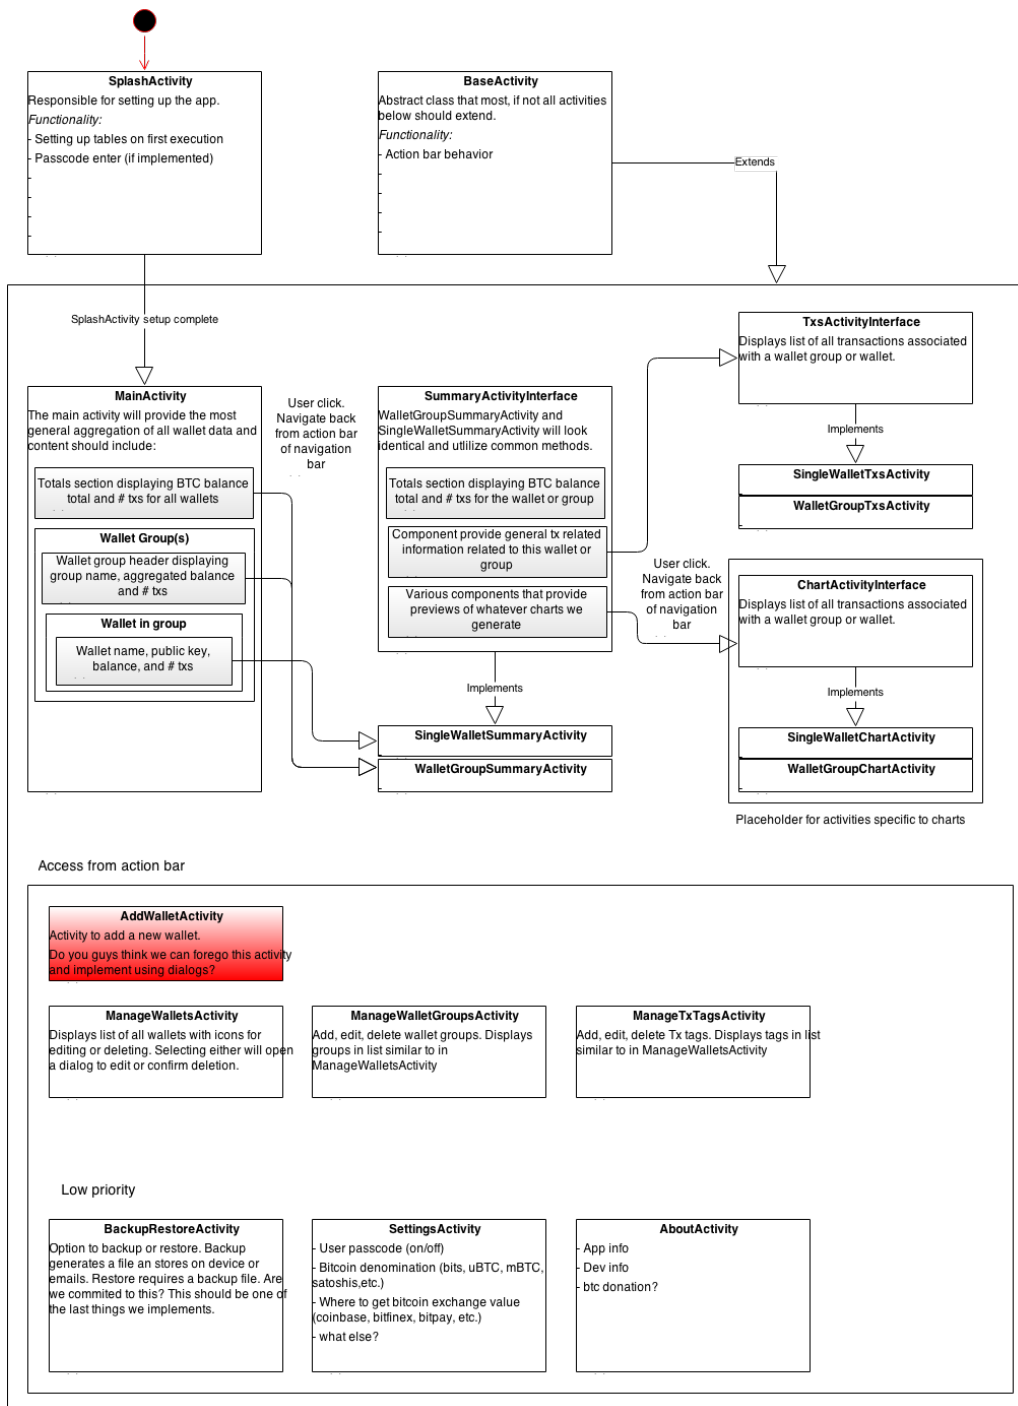 SplashActivity
Responsible for setting up the app.
Functionality:
- Setting up tables on first execution
- Passcode enter (if implemented)
-
-
-
-
BaseActivity
Abstract class that most, if not all activities
below should extend.
Functionality:
- Action bar behavior
-
-
-
-
Extends
SplashActivity setup complete
MainActivity
The main activity will provide the most
general aggregation of all wallet data and
content should include:
Totals section displaying BTC balance
total and # txs for all wallets
Wallet Group(s)
Wallet group header displaying
group name, aggregated balance
and # txs
Wallet in group
Wallet name, public key,
balance, and # txs
User click.
Navigate back
from action bar
of navigation
bar
SummaryActivityInterface
WalletGroupSummaryActivity and
SingleWalletSummaryActivity will look
identical and utlilize common methods.
Totals section displaying BTC balance
total and # txs for the wallet or group
Component provide general tx related
information related to this wallet or
group
Various components that provide
previews of whatever charts we
generate
Implements
SingleWalletSummaryActivity
-
WalletGroupSummaryActivity
-
TxsActivityInterface
Displays list of all transactions associated
with a wallet group or wallet.
Implements
SingleWalletTxsActivity
-
WalletGroupTxsActivity
-
User click.
Navigate back
from action bar
of navigation
bar
ChartActivityInterface
Displays list of all transactions associated
with a wallet group or wallet.
Implements
SingleWalletChartActivity
-
WalletGroupChartActivity
-
Placeholder for activities specific to charts
Access from action bar
AddWalletActivity
Activity to add a new wallet.
Do you guys think we can forego this activity
and implement using dialogs?
ManageWalletsActivity
Displays list of all wallets with icons for
editing or deleting. Selecting either will open
a dialog to edit or confirm deletion.
ManageWalletGroupsActivity
Add, edit, delete wallet groups. Displays
groups in list similar to in
ManageWalletsActivity
ManageTxTagsActivity
Add, edit, delete Tx tags. Displays tags in list
similar to in ManageWalletsActivity
Low priority
BackupRestoreActivity
Option to backup or restore. Backup
generates a file an stores on device or
emails. Restore requires a backup file. Are
we commited to this? This should be one of
the last things we implements.
SettingsActivity
- User passcode (on/off)
- Bitcoin denomination (bits, uBTC, mBTC,
satoshis,etc.)
- Where to get bitcoin exchange value
(coinbase, bitfinex, bitpay, etc.)
- what else?
AboutActivity
- App info
- Dev info
- btc donation?